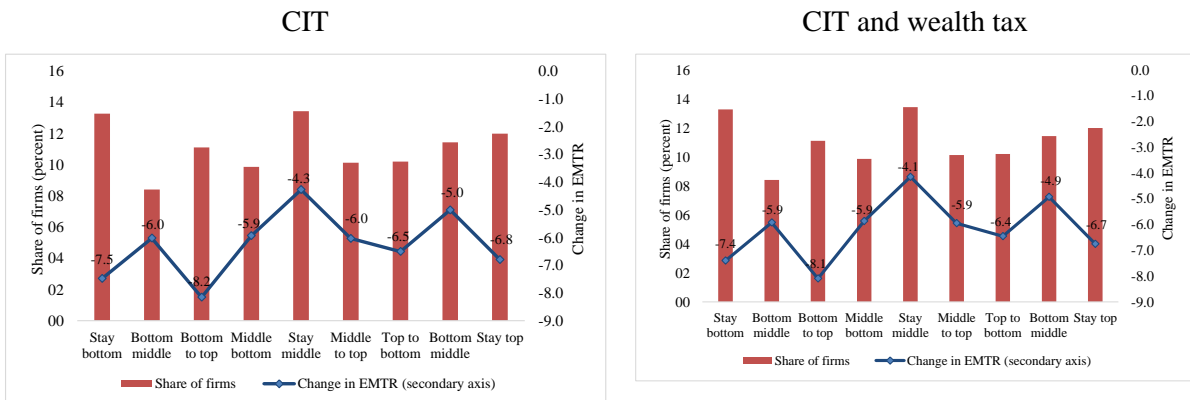 CIT
16
14
12
10
08
06
04
02
00
Share of firms (percent)
0.0
-1.0
-2.0
-3.0
-4.0
-5.0
-6.0
-7.0
-8.0
-9.0
Change in EMTR
-7.5
-6.0
-8.2
-5.9
-4.3
-6.0
-6.5
-5.0
-6.8
Stay bottom
Bottom middle
Bottom to top
Middle bottom
Stay middle
Middle to top
Top to bottom
Bottom middle
Stay top
Share of firms
Change in EMTR (secondary axis)
CIT and wealth tax
16
14
12
10
08
06
04
02
00
Share of firms (percent)
0.0
-1.0
-2.0
-3.0
-4.0
-5.0
-6.0
-7.0
-8.0
-9.0
Change in EMTR
-7.4
-5.9
-8.1
-5.9
-4.1
-5.9
-6.4
-4.9
-6.7
Stay bottom
Bottom middle
Bottom to top
Middle bottom
Stay middle
Middle to top
Top to bottom
Bottom middle
Stay top
Share of firms
Change in EMTR (secondary axis)